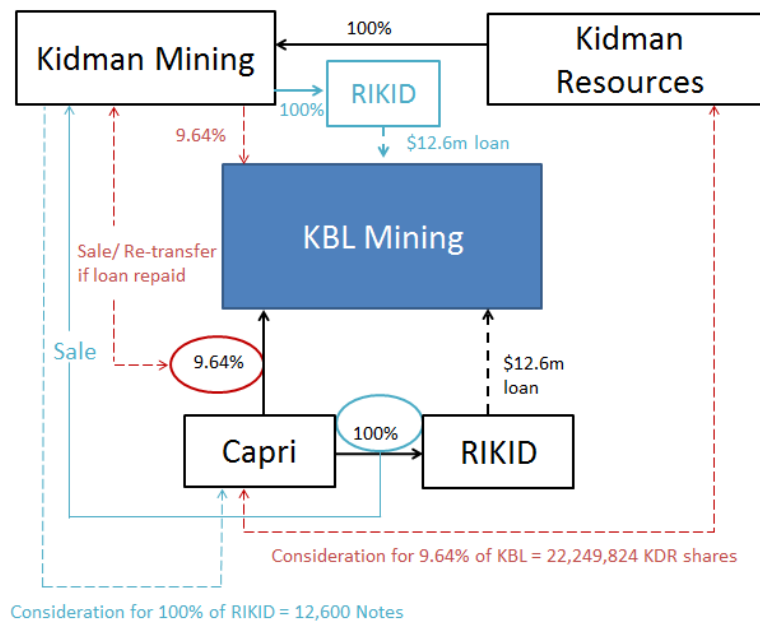 100%
Kidman Mining
Kidman
Resources
RIKID
100%
9.64%
$12.6m loan
KBL Mining
Sale/ Re-transfer
if loan repaid
Sale
9.64%
$12.6m
loan
100%
Capri
RIKID
Consideration for 9.64% of KBL = 22,249,824 KDR shares
Consideration for 100% of RIKID = 12,600 Notes